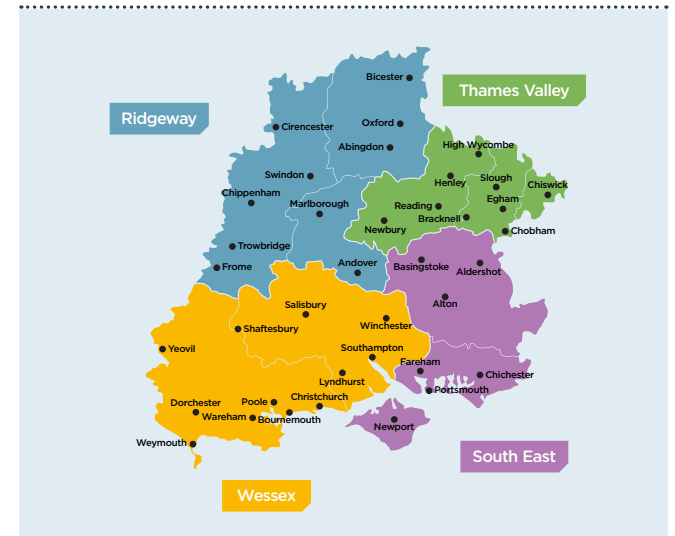 Bicester
Thames Valley
Ridgeway
Oxford
Cirencester
Abingdon
High Wycombe
Swindon
Henley
Slough
Chiswick
Chippenham
Marlborough
Reading
Egham
Bracknell
Newbury
Chobham
Trowbridge
Frome
Andover
Basingstoke
Aldershot
Salisbury
Alton
Shaftesbury
Winchester
Yeovil
Southampton
Fareham
Lyndhurst
Chichester
Portsmouth
Dorchester
Poole
Christchurch
Wareham
Bournemouth
Newport
Weymouth
South East
Wessex